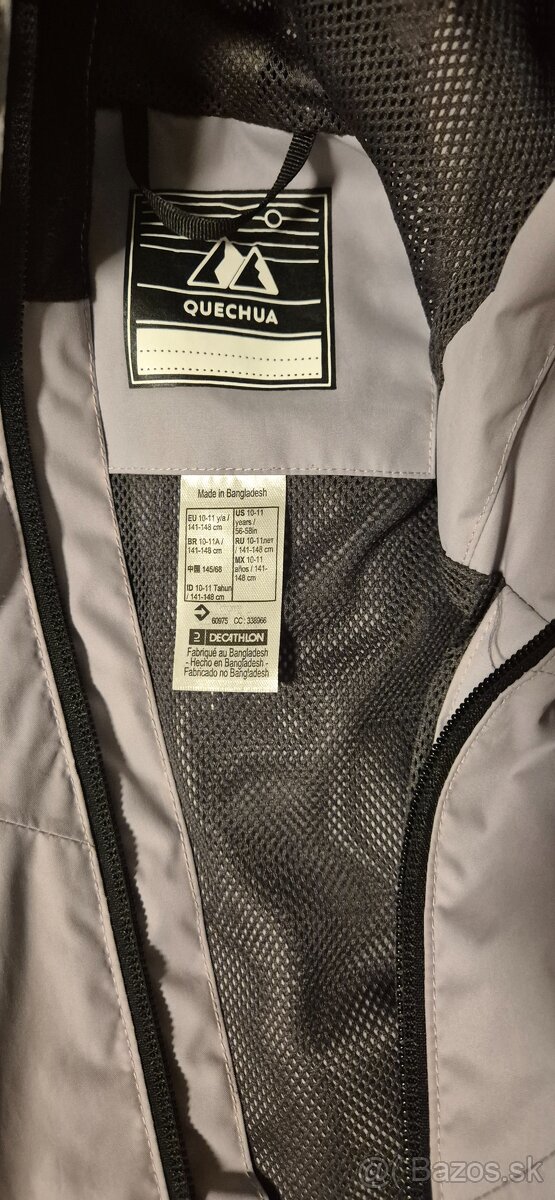 QUECHUA
Made in Bangladesh
EU 10-11 y/a /
141-148 cm
BR 10-11A /
141-148 cm
中国 145/68
ID 10-11 Tahun
/ 141-148 cm
US 10-11
years /
56-58in
RU 10-11лет
/ 141-148 cm
MX 10-11
años / 141-
148 cm
60975 CC: 338966
DECATHLON
Fabriqué au Bangladesh
- Hecho en Bangladesh -
Fabricado no Bangladesh
@ Bazos.sk